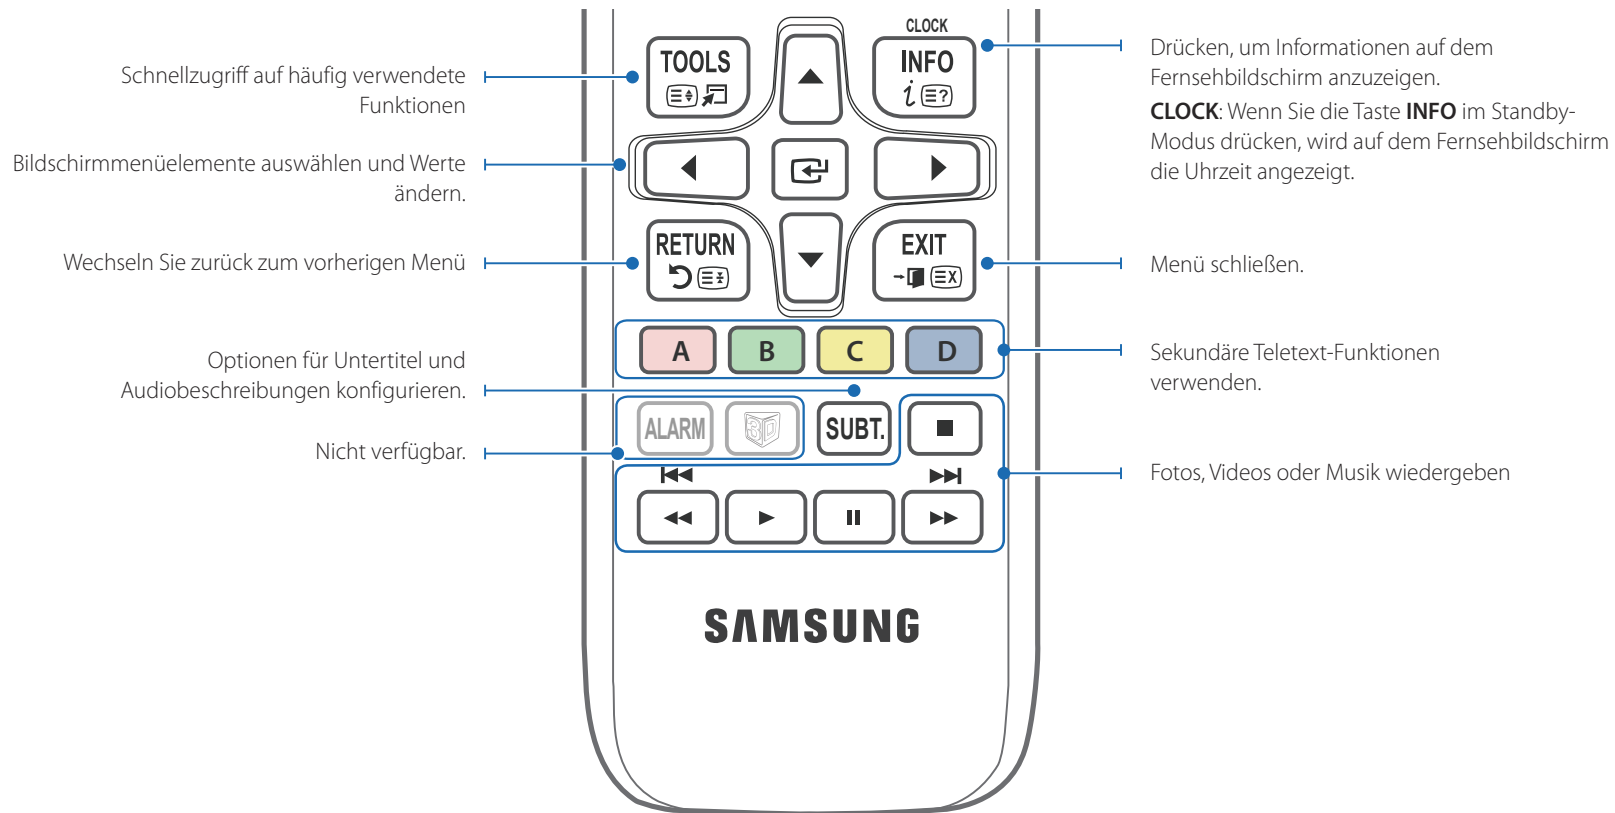 CLOCK
TOOLS
INFO
Schnellzugriff auf häufig verwendete
Funktionen
Drücken, um Informationen auf dem
Fernsehbildschirm anzuzeigen.
CLOCK: Wenn Sie die Taste INFO im Standby-
Modus drücken, wird auf dem Fernsehbildschirm
die Uhrzeit angezeigt.
Bildschirmmenüelemente auswählen und Werte
ändern.
RETURN
EXIT
Wechseln Sie zurück zum vorherigen Menü
Menü schließen.
A B C D
Optionen für Untertitel und
Audiobeschreibungen konfigurieren.
Sekundäre Teletext-Funktionen
verwenden.
ALARM 3D SUBT.
Nicht verfügbar.
Fotos, Videos oder Musik wiedergeben
SAMSUNG